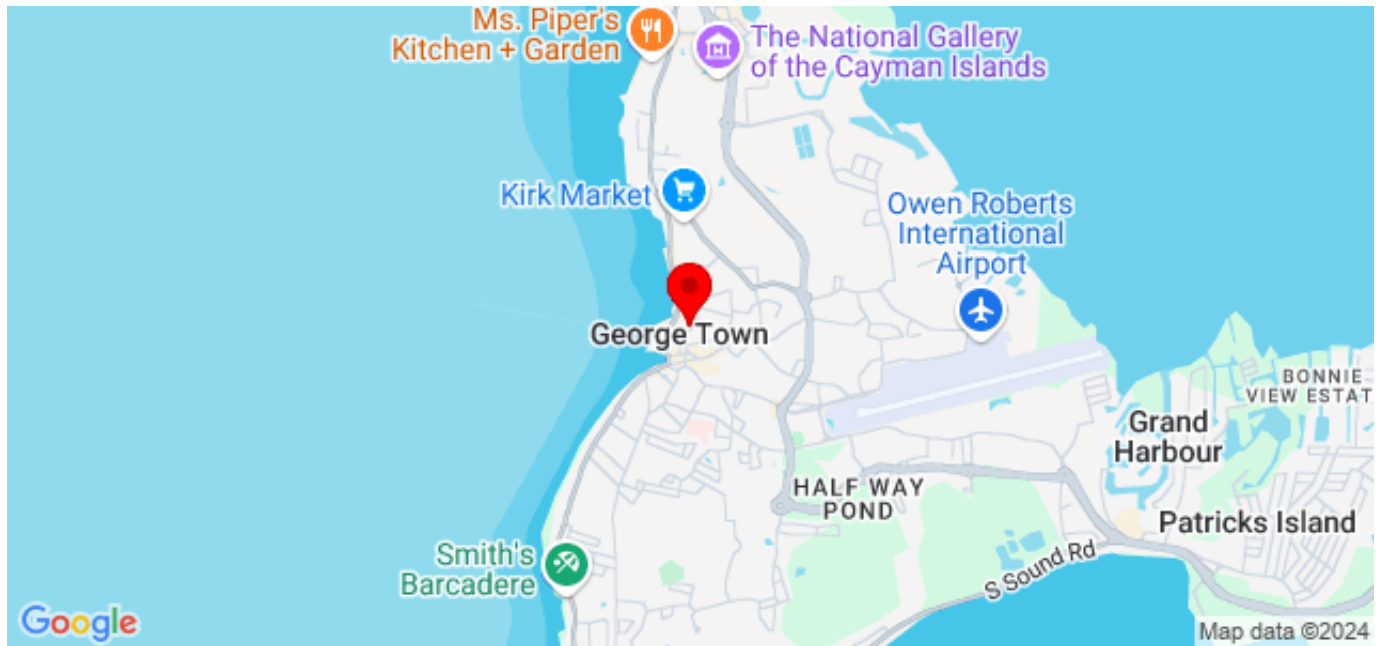 Ms. Piper's
Kitchen + Garden
The National Gallery
of the Cayman Islands
Kirk Market
Owen Roberts
International
Airport
George Town
BONNIE
VIEW ESTAT
Grand
Harbour
HALF WAY
POND
Patricks Island
Smith's
Barcadere
S Sound Rd
Google
Map data ©2024